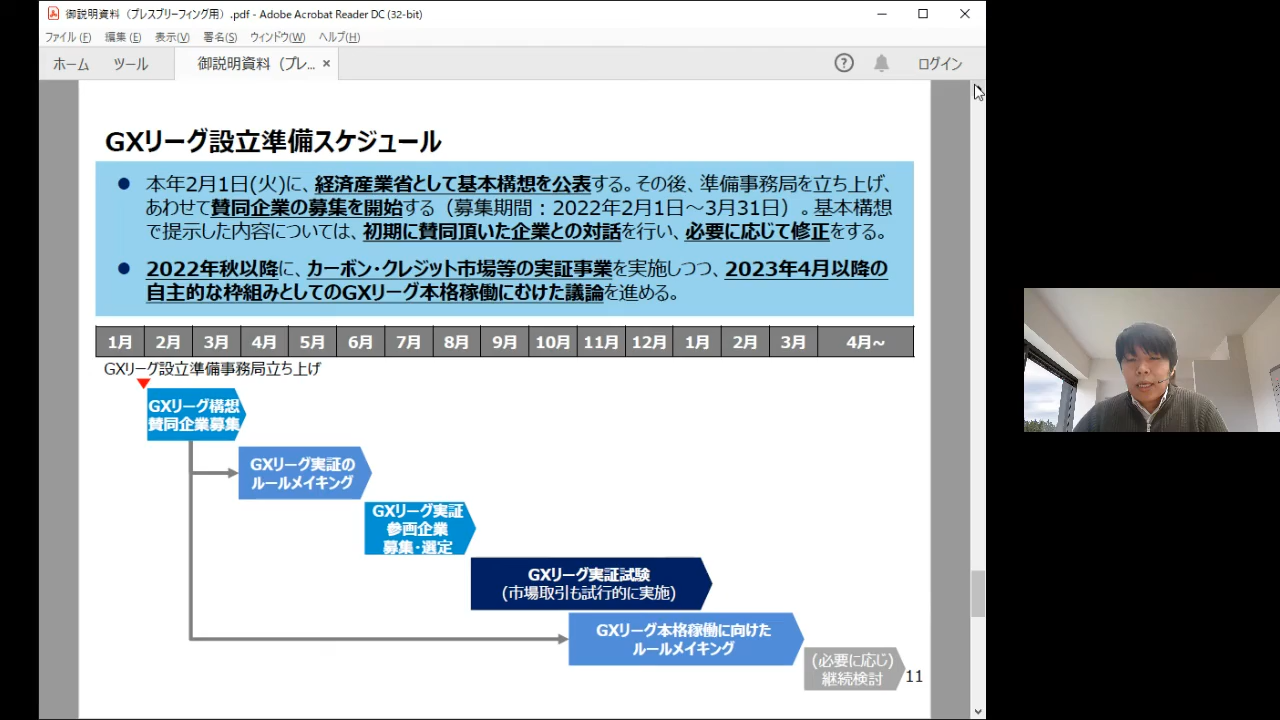 御説明資料（プレスブリーフィング用）.pdf - Adobe Acrobat Reader DC (32-bit)
ファイル(F) 編集(E) 表示(V) 署名(S) ウィンドウ(W) ヘルプ(H)
ホーム ツール 御説明資料（プレ... × ? ログイン
GXリーグ設立準備スケジュール
● 本年2月1日(火)に、経済産業省として基本構想を公表する。その後、準備事務局を立ち上げ、
あわせて賛同企業の募集を開始する（募集期間：2022年2月1日～3月31日）。基本構想
で提示した内容については、初期に賛同頂いた企業との対話を行い、必要に応じて修正をする。
● 2022年秋以降に、カーボン・クレジット市場等の実証事業を実施しつつ、2023年4月以降の
自主的な枠組みとしてのGXリーグ本格稼働にむけた議論を進める。
1月 2月 3月 4月 5月 6月 7月 8月 9月 10月 11月 12月 1月 2月 3月 4月~
GXリーグ設立準備事務局立ち上げ
GXリーグ構想
賛同企業募集
GXリーグ実証の
ルールメイキング
GXリーグ実証
参画企業
募集・選定
GXリーグ実証試験
(市場取引も試行的に実施)
GXリーグ本格稼働に向けた
ルールメイキング
(必要に応じ)
継続検討
11